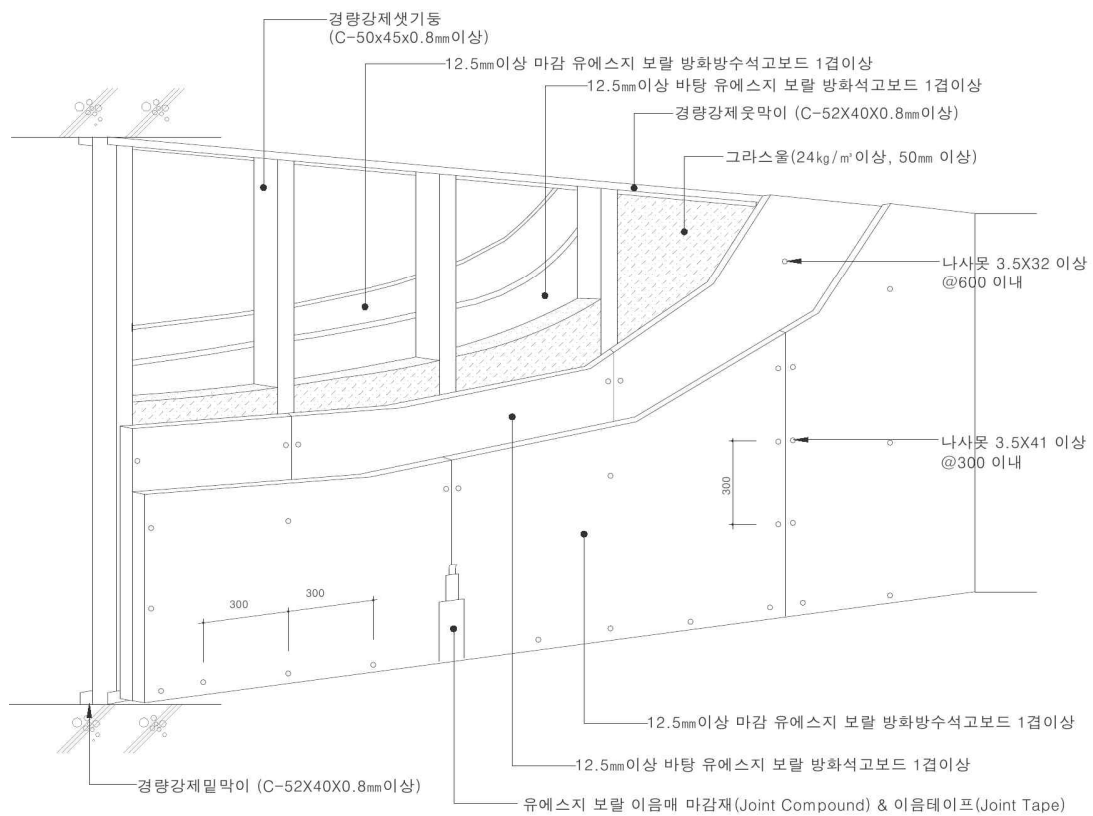 경량강제샛기둥
(C-50x45x0.8㎜이상)
12.5㎜이상 마감 유에스지 보랄 방화방수석고보드 1겹이상
12.5㎜이상 바탕 유에스지 보랄 방화석고보드 1겹이상
경량강제웃막이 (C-52X40X0.8㎜이상)
그라스울(24㎏/㎥이상, 50㎜ 이상)
나사못 3.5X32 이상
@600 이내
나사못 3.5X41 이상
@300 이내
300
300
300
12.5㎜이상 마감 유에스지 보랄 방화방수석고보드 1겹이상
12.5㎜이상 바탕 유에스지 보랄 방화석고보드 1겹이상
경량강제밑막이 (C-52X40X0.8㎜이상)
유에스지 보랄 이음매 마감재(Joint Compound) & 이음테이프(Joint Tape)